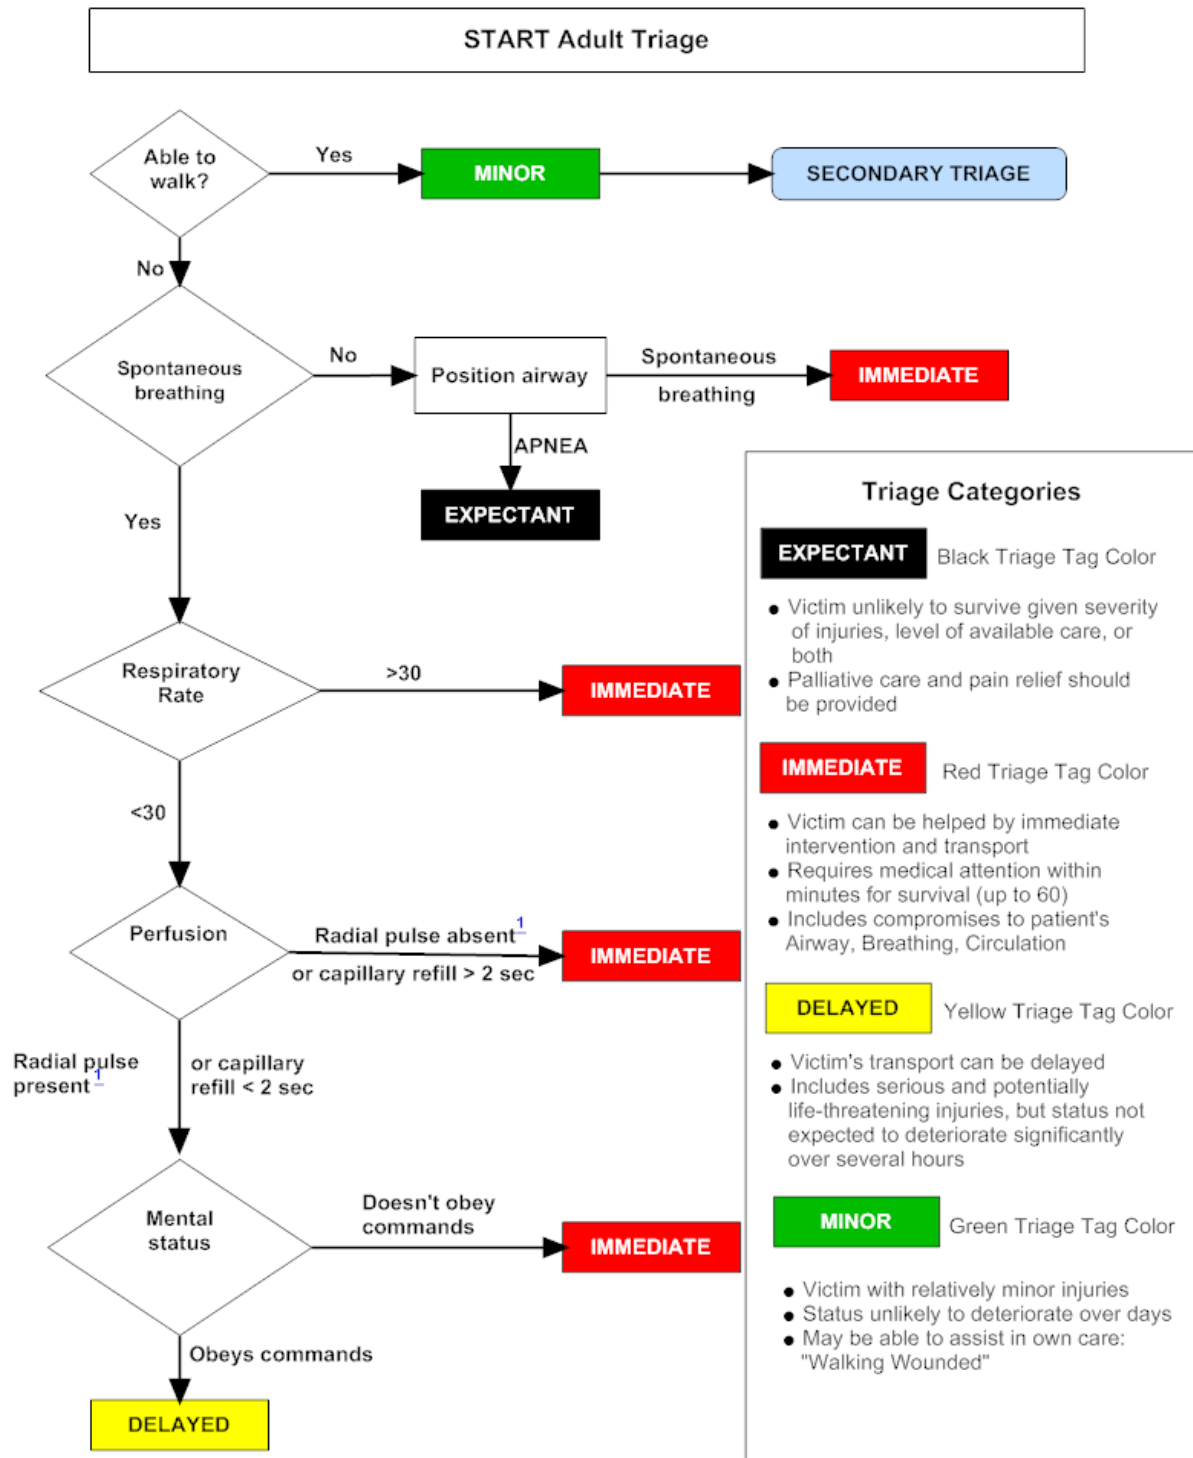 START Adult Triage
Able to
walk?
Yes
MINOR
SECONDARY TRIAGE
No
Spontaneous
breathing
No
Position airway
Spontaneous
breathing
IMMEDIATE
APNEA
EXPECTANT
Yes
Respiratory
Rate
>30
IMMEDIATE
<30
Perfusion
Radial pulse absent1
or capillary refill > 2 sec
IMMEDIATE
Radial pulse
present 1
or capillary
refill < 2 sec
Mental
status
Doesn't obey
commands
IMMEDIATE
Obeys commands
DELAYED
Triage Categories
EXPECTANT Black Triage Tag Color
● Victim unlikely to survive given severity
of injuries, level of available care, or
both
● Palliative care and pain relief should
be provided
IMMEDIATE Red Triage Tag Color
● Victim can be helped by immediate
intervention and transport
● Requires medical attention within
minutes for survival (up to 60)
● Includes compromises to patient's
Airway, Breathing, Circulation
DELAYED Yellow Triage Tag Color
● Victim's transport can be delayed
● Includes serious and potentially
life-threatening injuries, but status not
expected to deteriorate significantly
over several hours
MINOR Green Triage Tag Color
● Victim with relatively minor injuries
● Status unlikely to deteriorate over days
● May be able to assist in own care:
"Walking Wounded"